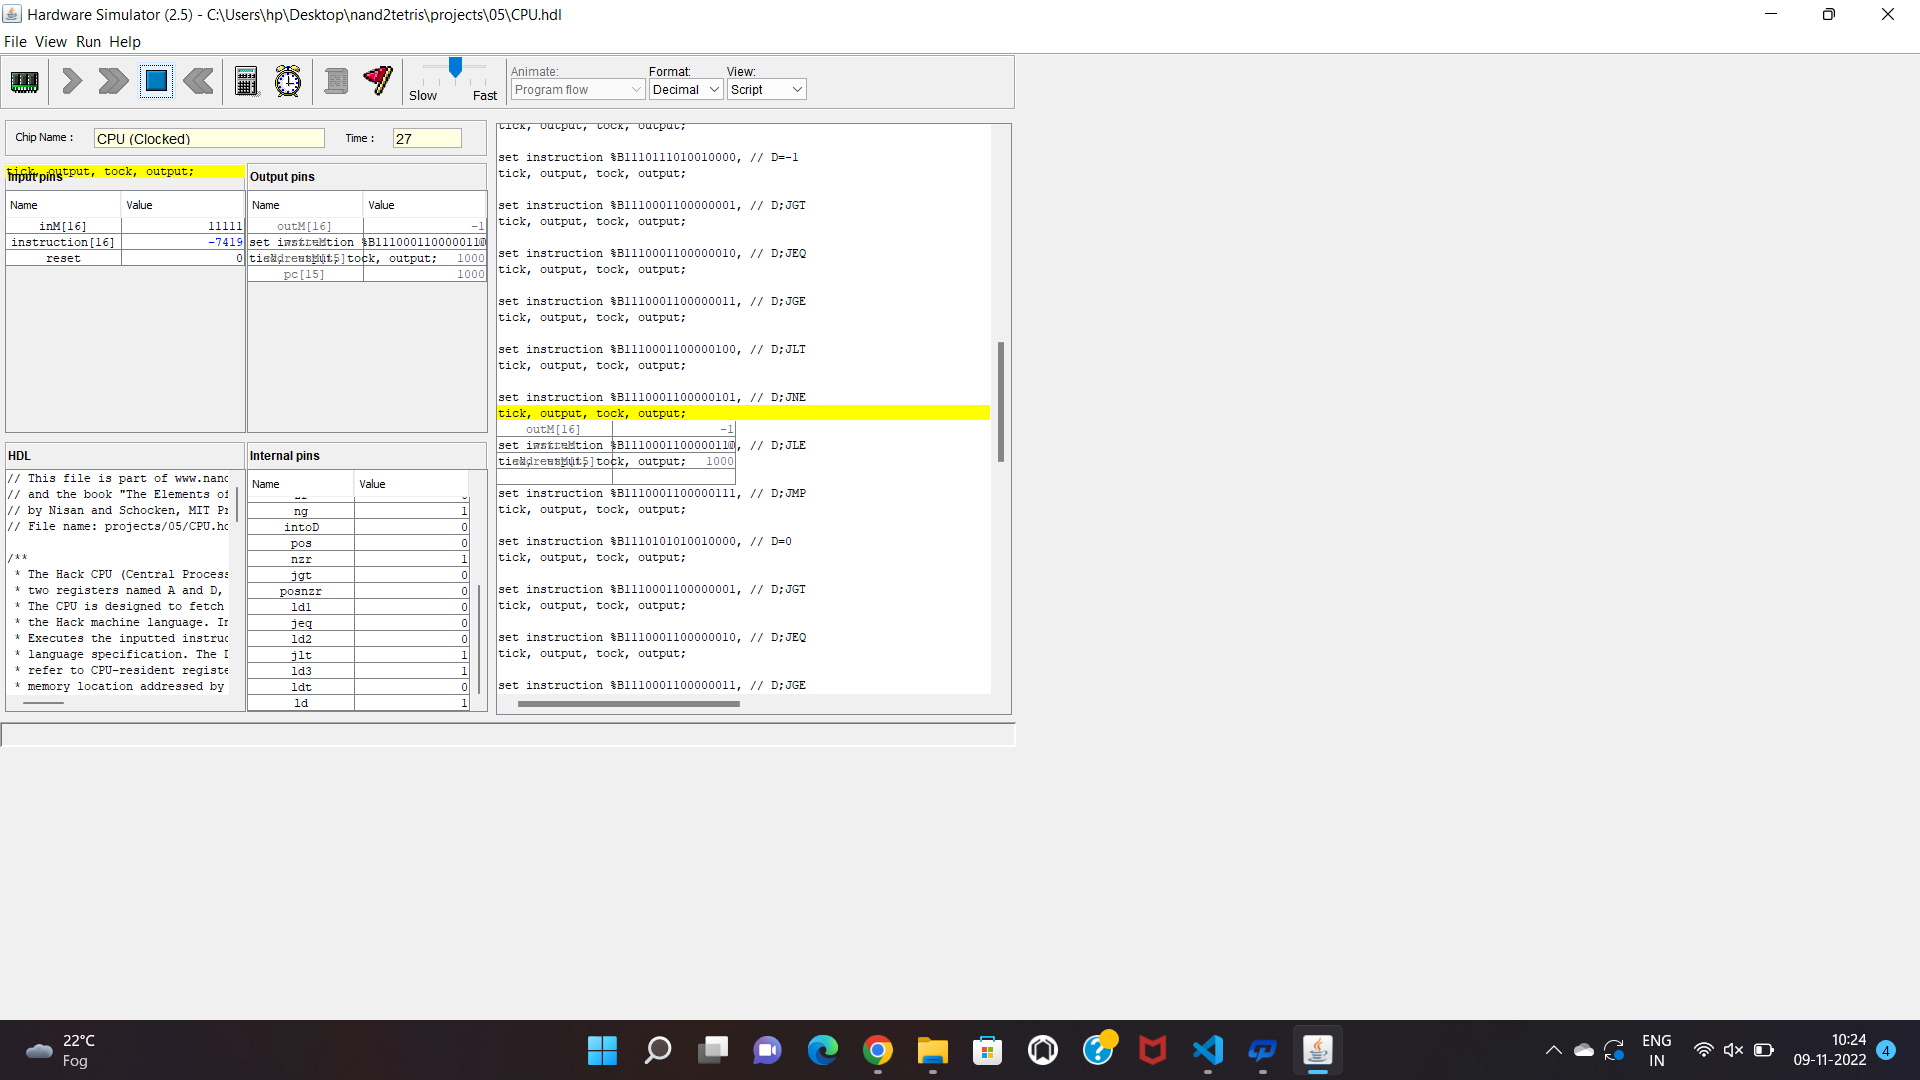 Hardware Simulator (2.5) - C:\Users\hp\Desktop\nand2tetris\projects\05\CPU.hdl
File View Run Help
Animate: Format: View:
Slow Fast Program flow Decimal Script
Chip Name : CPU (Clocked) Time : 27
tick, output, tock, output;
Input pins
Name Value
inM[16] 11111
instruction[16] -7419
reset 0
Output pins
Name Value
outM[16] -1
set instruction %B1110001100000110
tick, output, tock, output; 1000
pc[15] 1000
HDL
// This file is part of www.nand
// and the book "The Elements of
// by Nisan and Schocken, MIT Pr
// File name: projects/05/CPU.hd
/**
* The Hack CPU (Central Process
* two registers named A and D,
* The CPU is designed to fetch
* the Hack machine language. In
* Executes the inputted instruc
* language specification. The D
* refer to CPU-resident registe
* memory location addressed by
Internal pins
Name Value
ng 1
intoD 0
pos 0
nzr 1
jgt 0
posnzr 0
ld1 0
jeq 0
ld2 0
jlt 1
ld3 1
ldt 0
ld 1
tick, output, tock, output;
set instruction %B1110111010010000, // D=-1
tick, output, tock, output;
set instruction %B1110001100000001, // D;JGT
tick, output, tock, output;
set instruction %B1110001100000010, // D;JEQ
tick, output, tock, output;
set instruction %B1110001100000011, // D;JGE
tick, output, tock, output;
set instruction %B1110001100000100, // D;JLT
tick, output, tock, output;
set instruction %B1110001100000101, // D;JNE
tick, output, tock, output;
outM[16] -1
set instruction %B1110001100000110, // D;JLE
tick, output, tock, output; 1000
set instruction %B1110001100000111, // D;JMP
tick, output, tock, output;
set instruction %B1110101010010000, // D=0
tick, output, tock, output;
set instruction %B1110001100000001, // D;JGT
tick, output, tock, output;
set instruction %B1110001100000010, // D;JEQ
tick, output, tock, output;
set instruction %B1110001100000011, // D;JGE
22°C
Fog
ENG
IN
10:24
09-11-2022
4